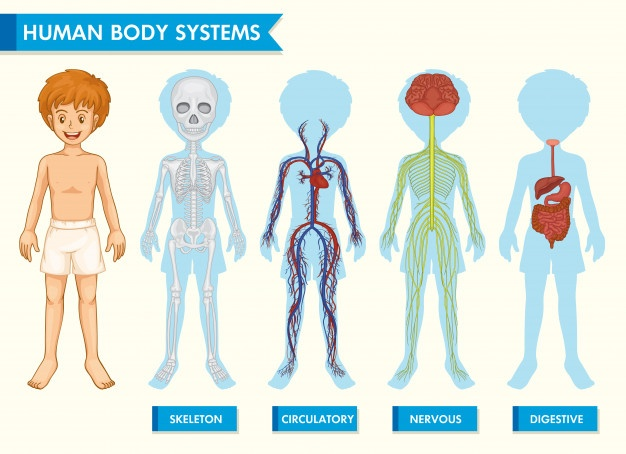 HUMAN BODY SYSTEMS
SKELETON
CIRCULATORY
NERVOUS
DIGESTIVE